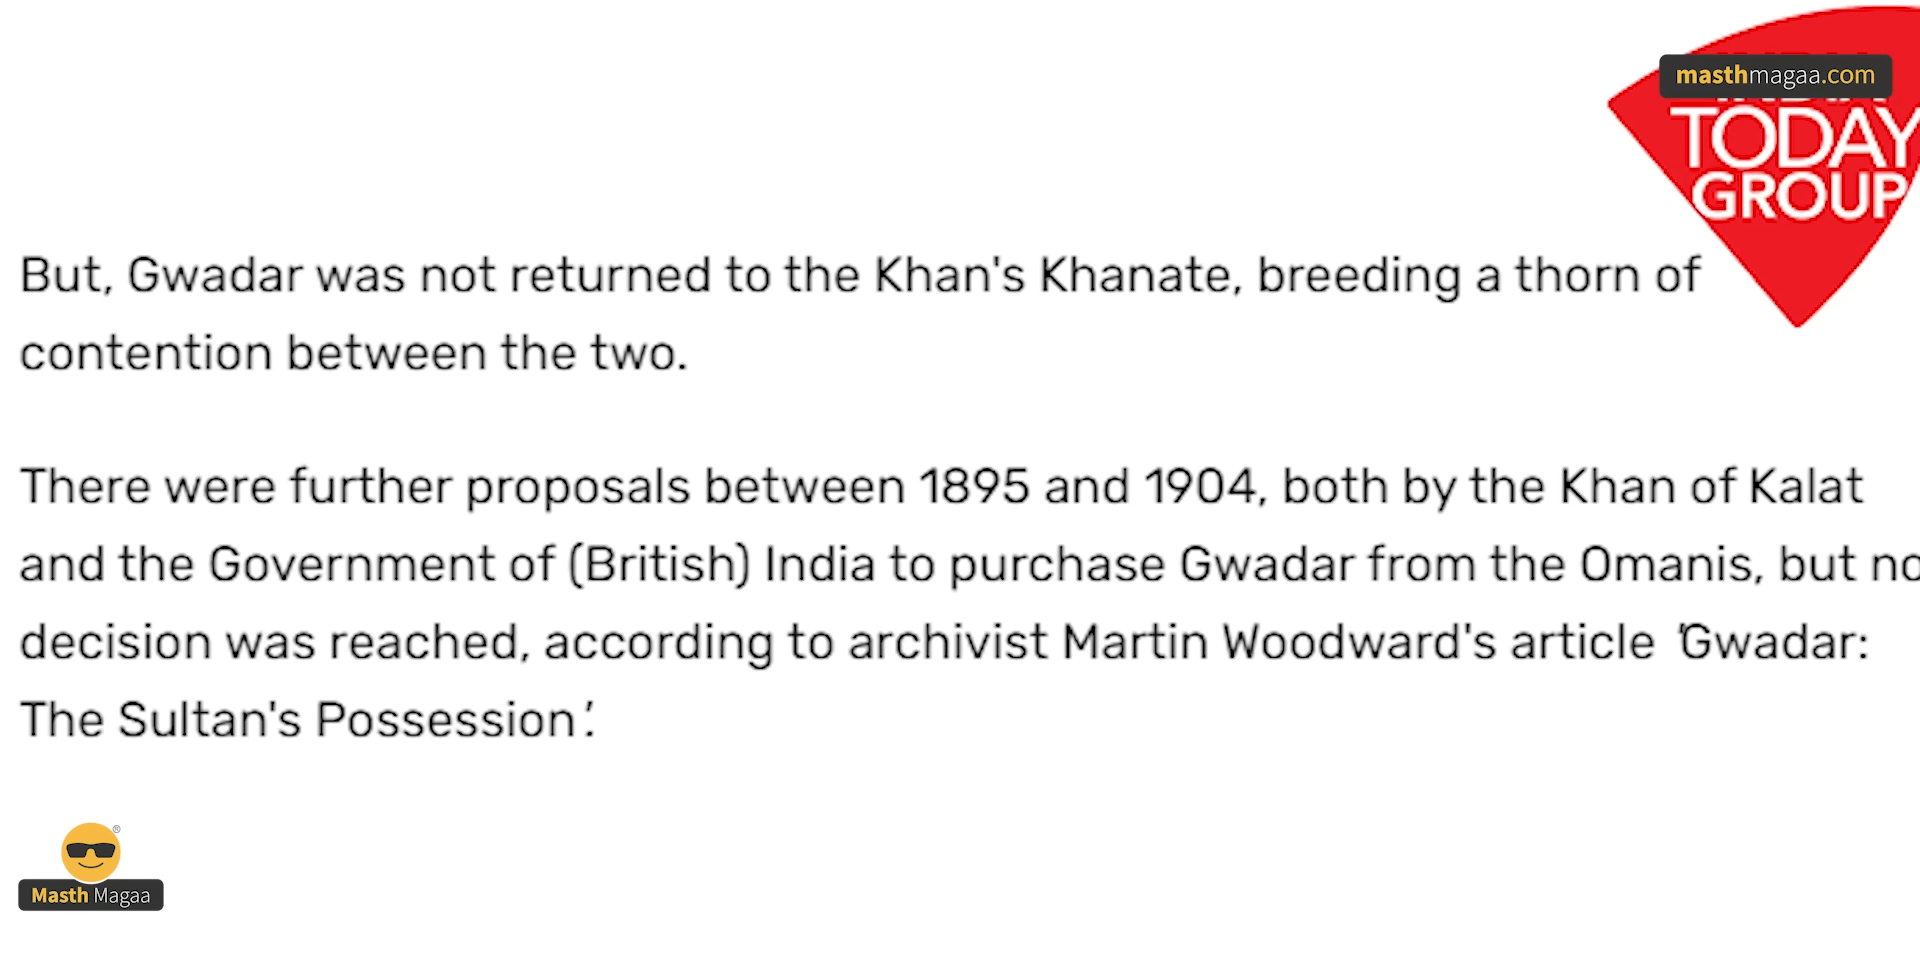 masthmagaa.com
TODAY
GROUP
But, Gwadar was not returned to the Khan's Khanate, breeding a thorn of
contention between the two.
There were further proposals between 1895 and 1904, both by the Khan of Kalat
and the Government of (British) India to purchase Gwadar from the Omanis, but no
decision was reached, according to archivist Martin Woodward's article 'Gwadar:
The Sultan's Possession.'
®
Masth Magaa